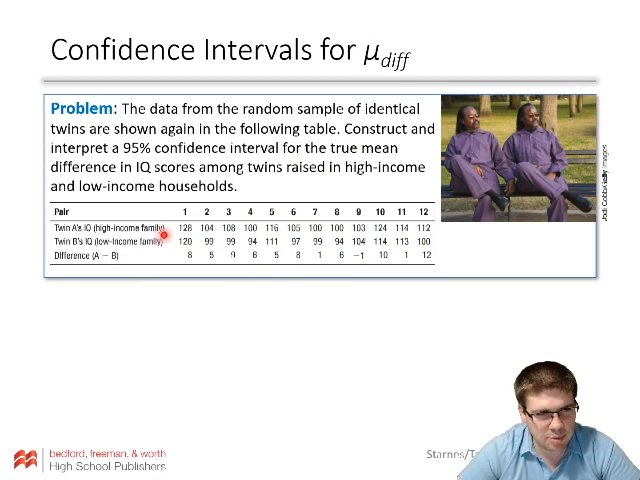 Confidence Intervals for μdiff
Problem: The data from the random sample of identical
twins are shown again in the following table. Construct and
interpret a 95% confidence interval for the true mean
difference in IQ scores among twins raised in high-income
and low-income households.
Pair 1 2 3 4 5 6 7 8 9 10 11 12
Twin A's IQ (high-income family) 128 104 108 100 116 105 100 100 103 124 114 112
Twin B's IQ (low-income family) 120 99 99 94 111 97 99 94 104 114 113 100
Difference (A − B) 8 5 9 6 5 8 1 6 −1 10 1 12
Jodi Cobb/Getty Images
bedford, freeman, & worth
High School Publishers